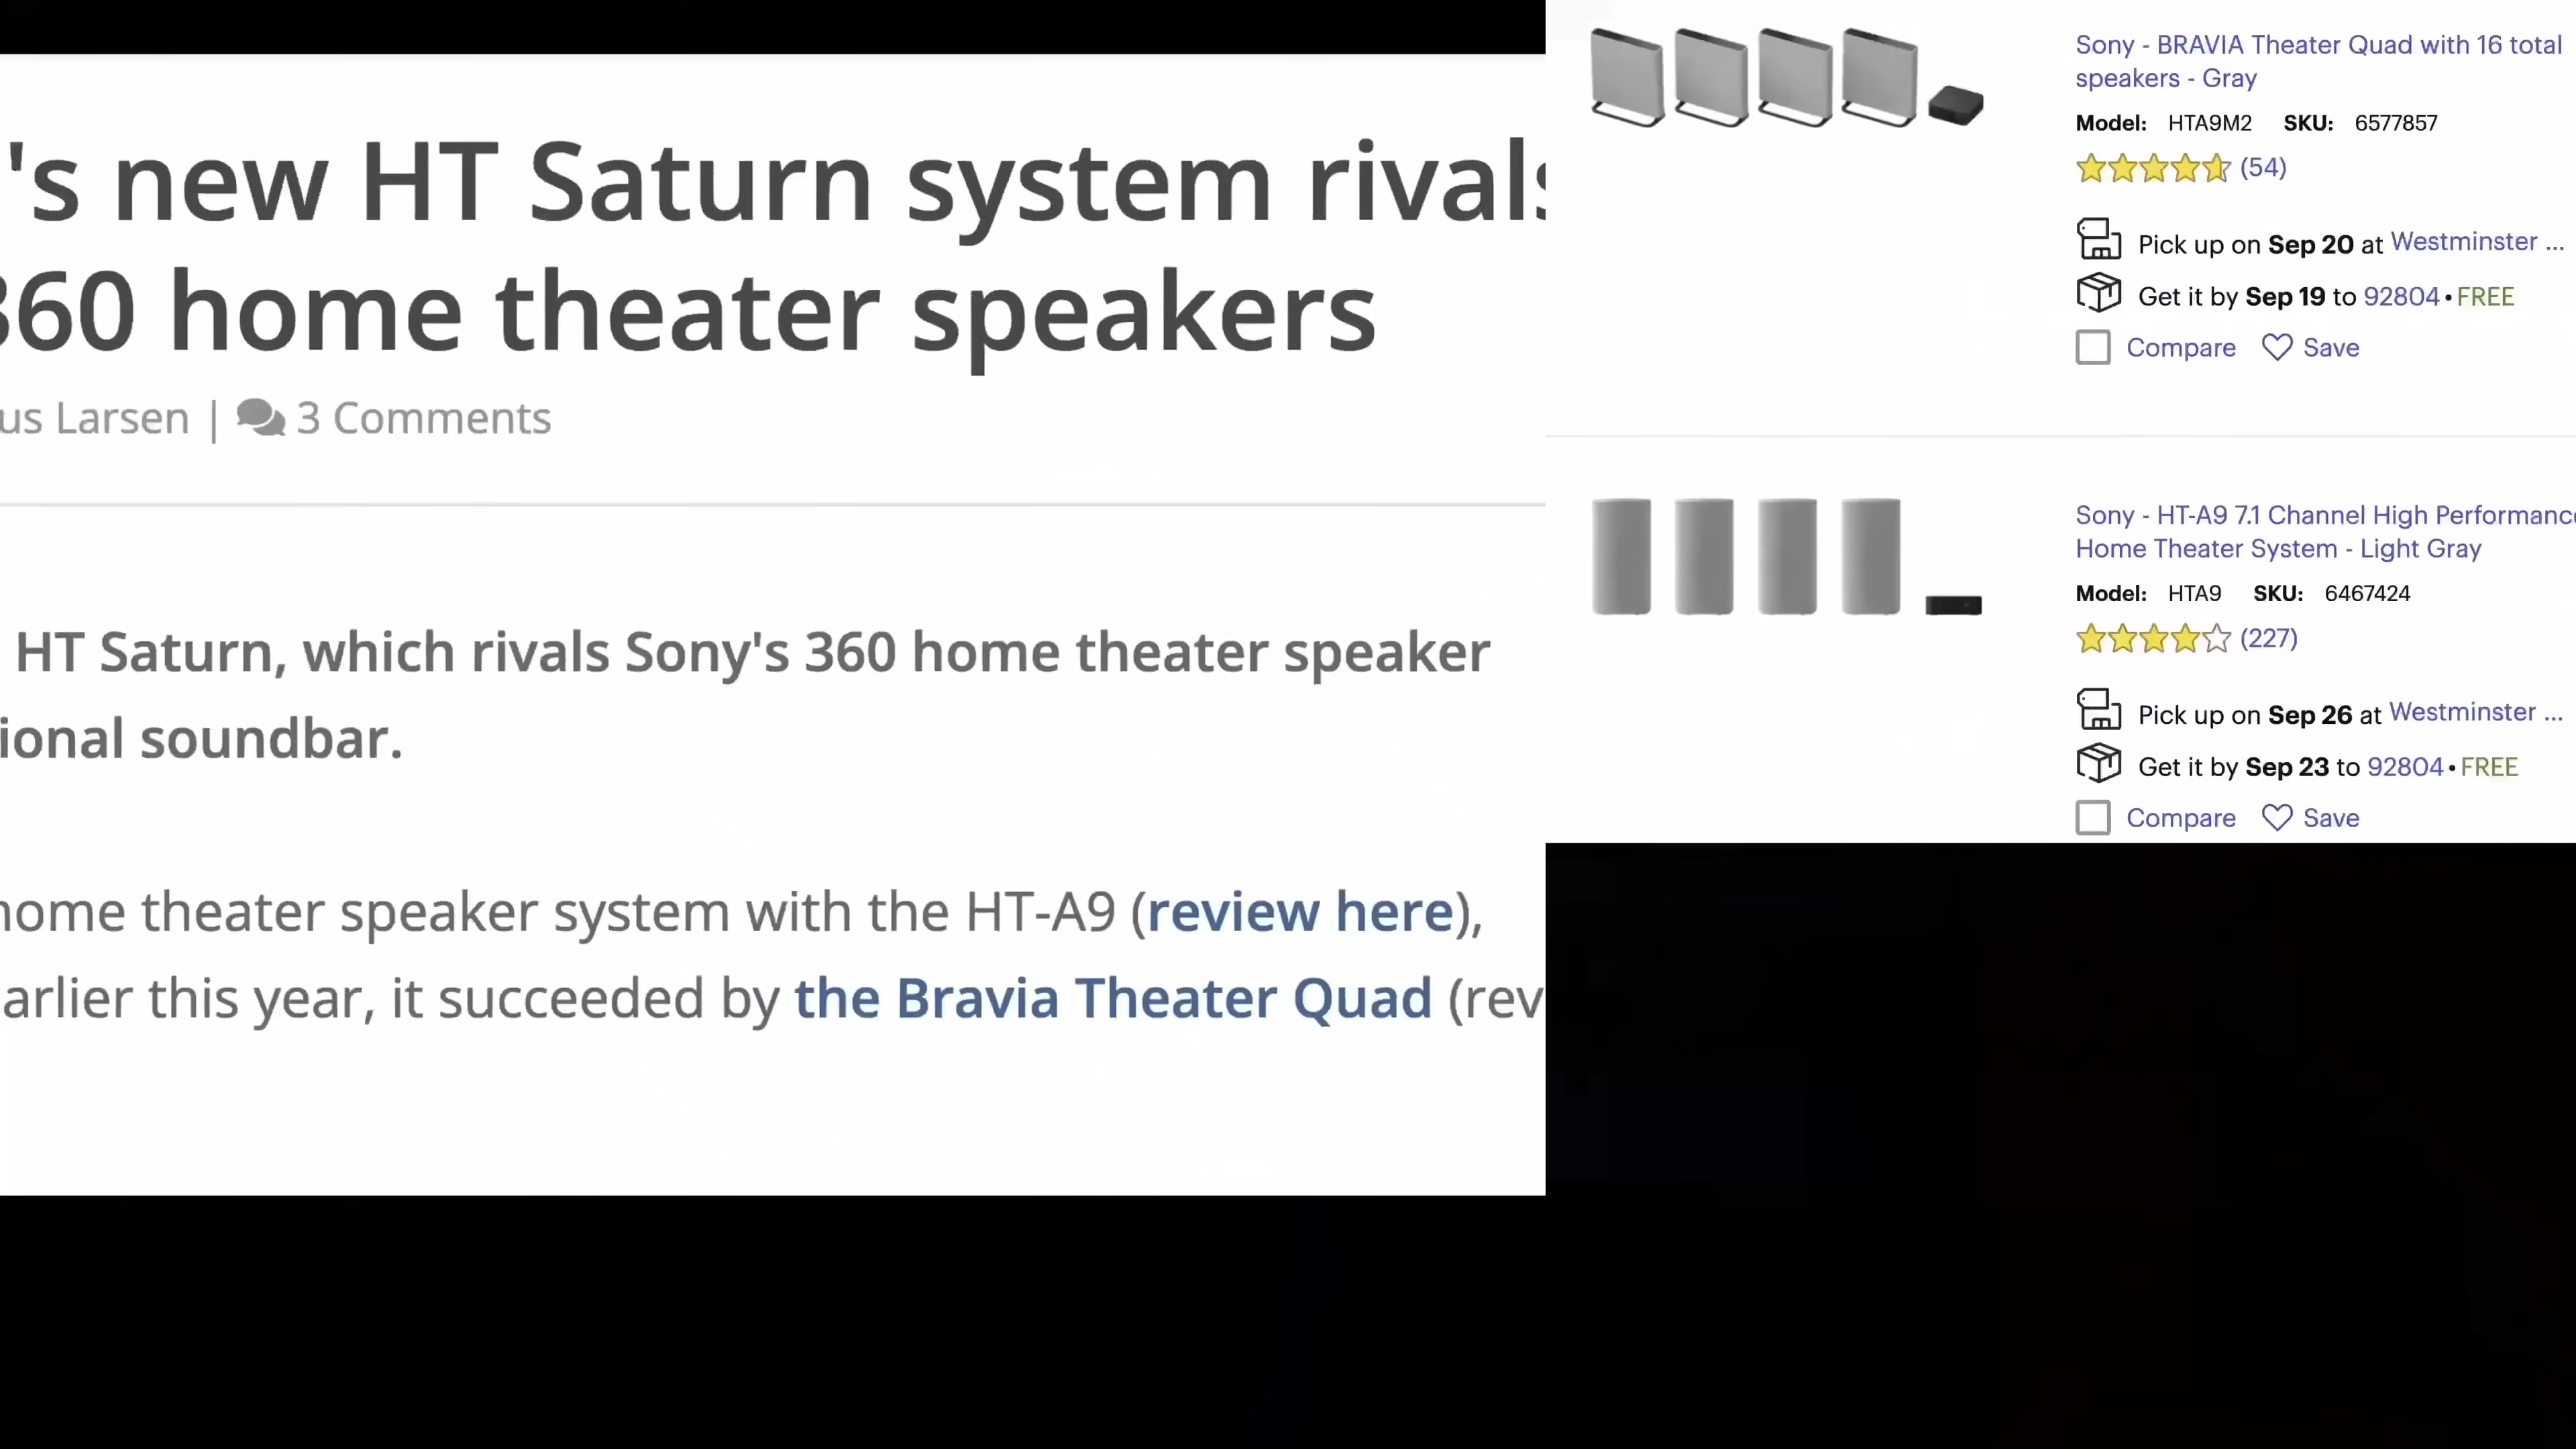 's new HT Saturn system rivals
360 home theater speakers
us Larsen | 3 Comments
HT Saturn, which rivals Sony's 360 home theater speaker
ional soundbar.
home theater speaker system with the HT-A9 (review here),
arlier this year, it succeeded by the Bravia Theater Quad (rev
Sony - BRAVIA Theater Quad with 16 total
speakers - Gray
Model: HTA9M2 SKU: 6577857
(54)
Pick up on Sep 20 at Westminster ...
Get it by Sep 19 to 92804 • FREE
Compare Save
Sony - HT-A9 7.1 Channel High Performance
Home Theater System - Light Gray
Model: HTA9 SKU: 6467424
(227)
Pick up on Sep 26 at Westminster ...
Get it by Sep 23 to 92804 • FREE
Compare Save